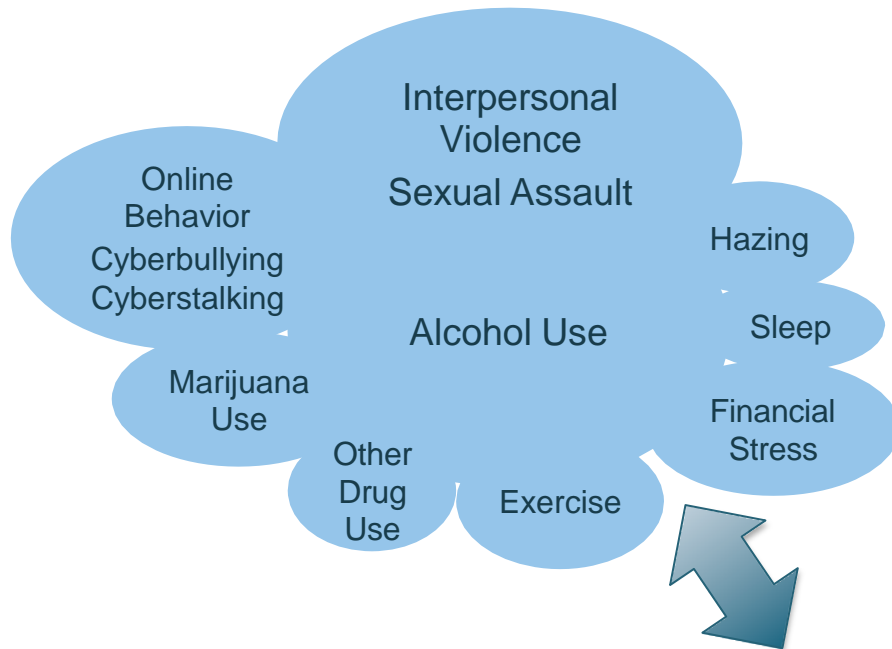 Interpersonal
Violence
Sexual Assault
Online
Behavior
Cyberbullying
Cyberstalking
Hazing
Alcohol Use
Sleep
Marijuana
Use
Financial
Stress
Other
Drug
Use
Exercise